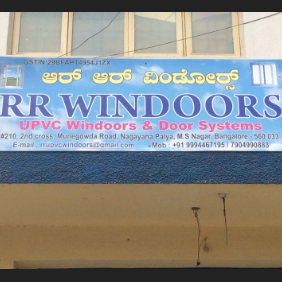 GSTIN: 29BFAPT4954J1ZX
ಆರ್ ಆರ್ ವಿಂಡೋರ್ಸ್
RR WINDOORS
UPVC Windoors & Door Systems
#210, 2nd cross, Munegowda Road, Nagayana Palya, M.S Nagar, Bangalore - 560 033
E-mail : rrupvcwindoors@gmail.com Mob : +91 9994467195 / 7904990883